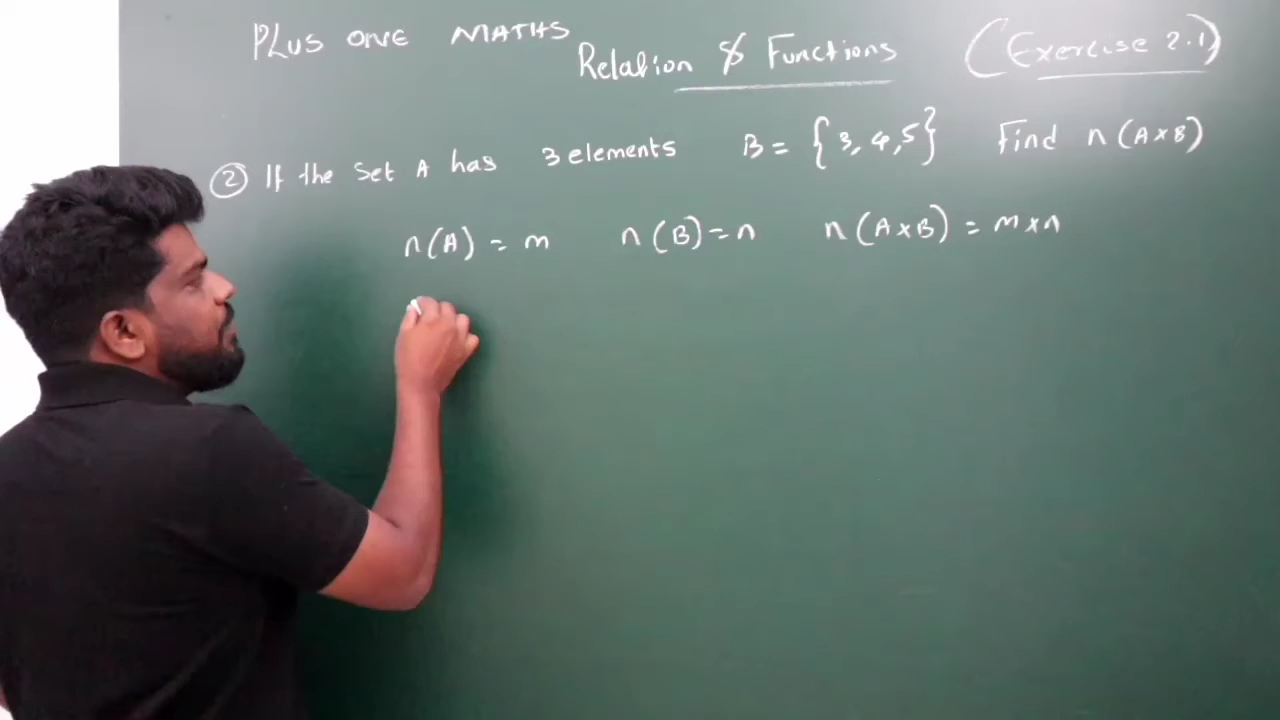 PLUS ONE MATHS
Relation & Functions (Exercise 2.1)
② If the Set A has 3 elements B = {3, 4, 5} Find n(A×B)
n(A) = m n(B) = n n(A×B) = m×n